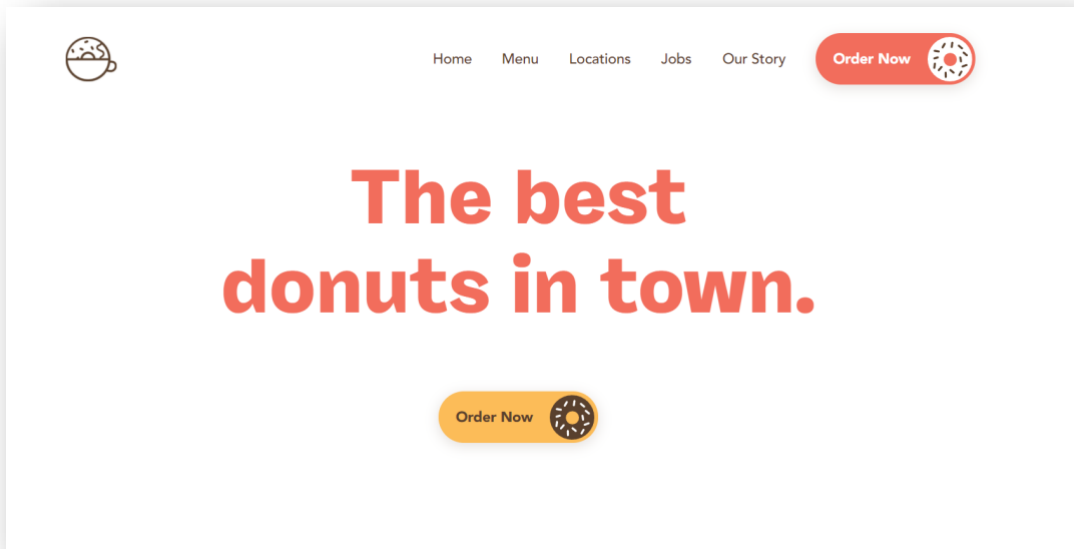 Home Menu Locations Jobs Our Story Order Now
The best
donuts in town.
Order Now